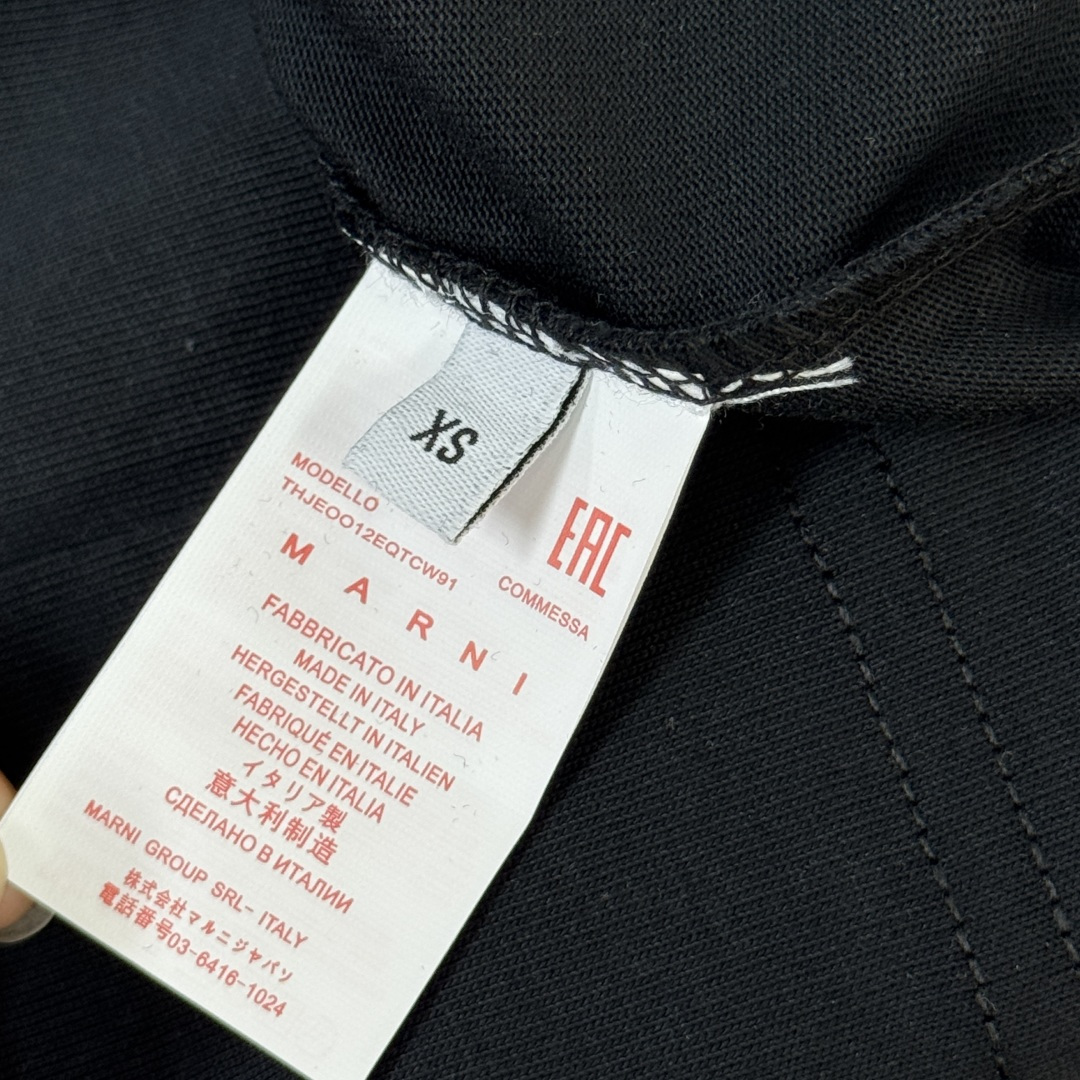 XS
MODELLO
THJEOO12EQTCW91
EAC
COMMESSA
MARNI
FABBRICATO IN ITALIA
MADE IN ITALY
HERGESTELLT IN ITALIEN
FABRIQUÉ EN ITALIE
HECHO EN ITALIA
イタリア製
意大利制造
СДЕЛАНО В ИТАЛИИ
MARNI GROUP SRL- ITALY
株式会社マルニジャパソ
電話番号03-6416-1024